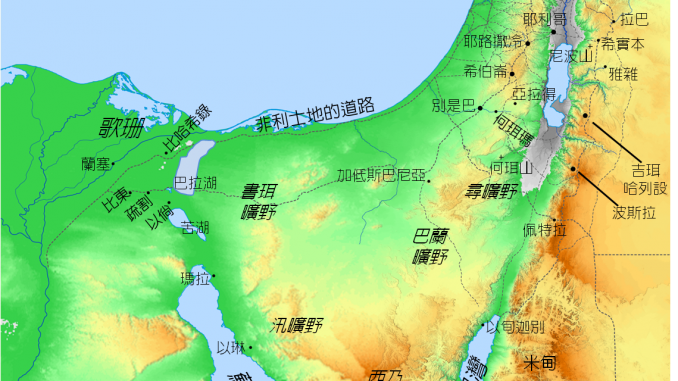 耶利哥
拉巴
耶路撒冷
尼波山
希實本
希伯崙
雅雜
亞拉得
別是巴
何珥瑪
非利士地的道路
比哈希錄
歌珊
蘭塞
何珥山
吉珥
哈列設
巴拉湖
加低斯巴尼亞
書珥
曠野
尋曠野
比東
疏割
以倘
波斯拉
苦湖
巴蘭
曠野
佩特拉
瑪拉
汛曠野
以旬迦別
以琳
米甸
西乃